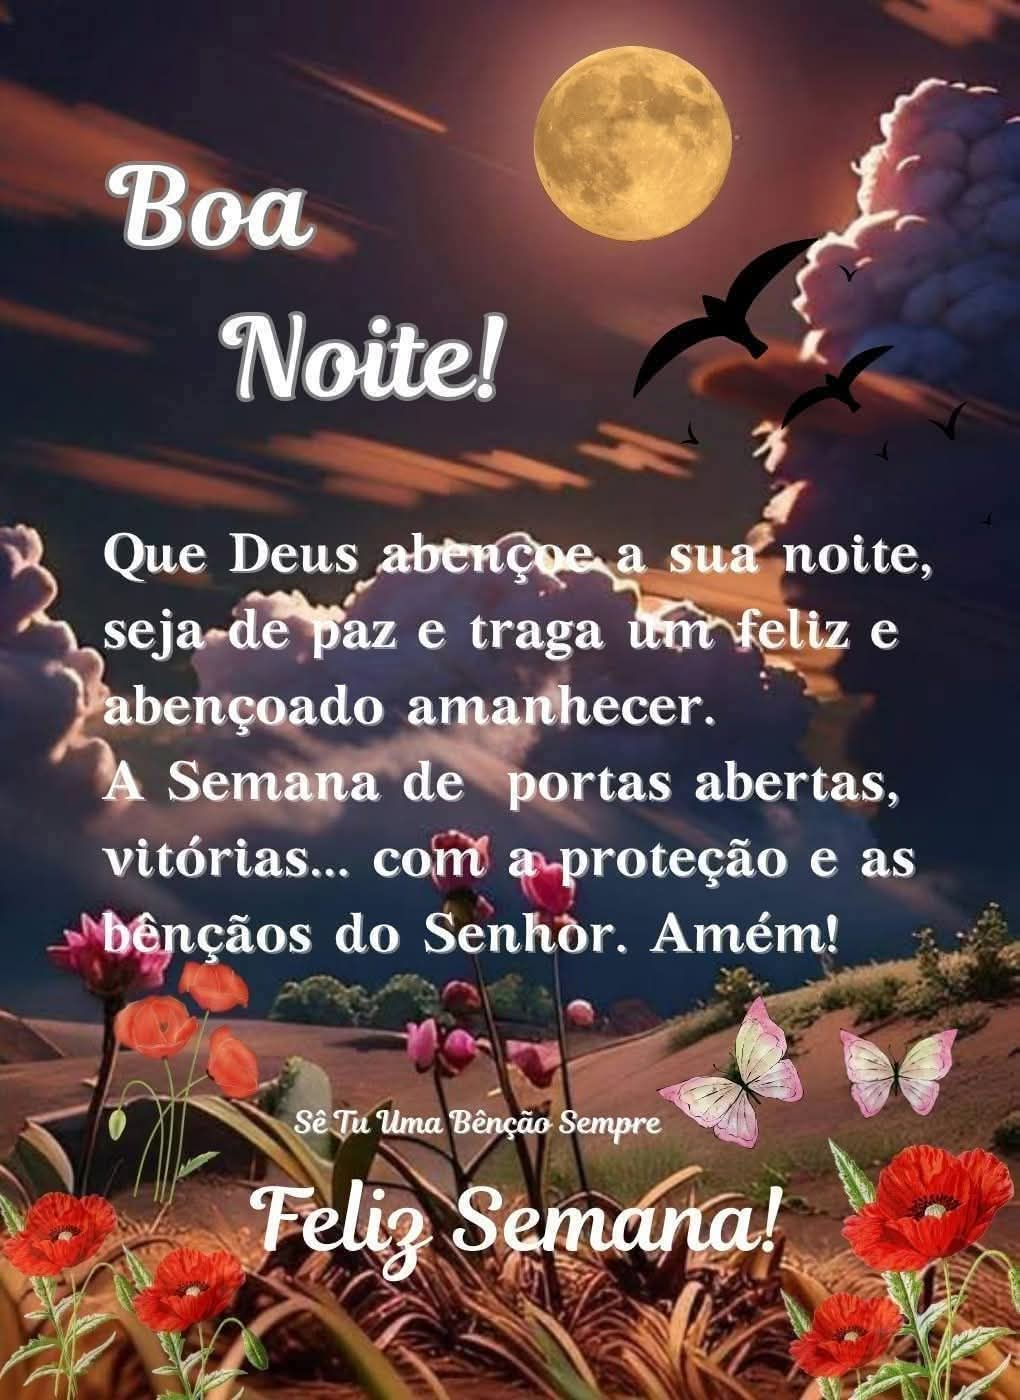 Boa
Noite!
Que Deus abençoe a sua noite,
seja de paz e traga um feliz e
abençoado amanhecer.
A Semana de portas abertas,
vitórias... com a proteção e as
bênçãos do Senhor. Amém!
Sê Tu Uma Bênção Sempre
Feliz Semana!